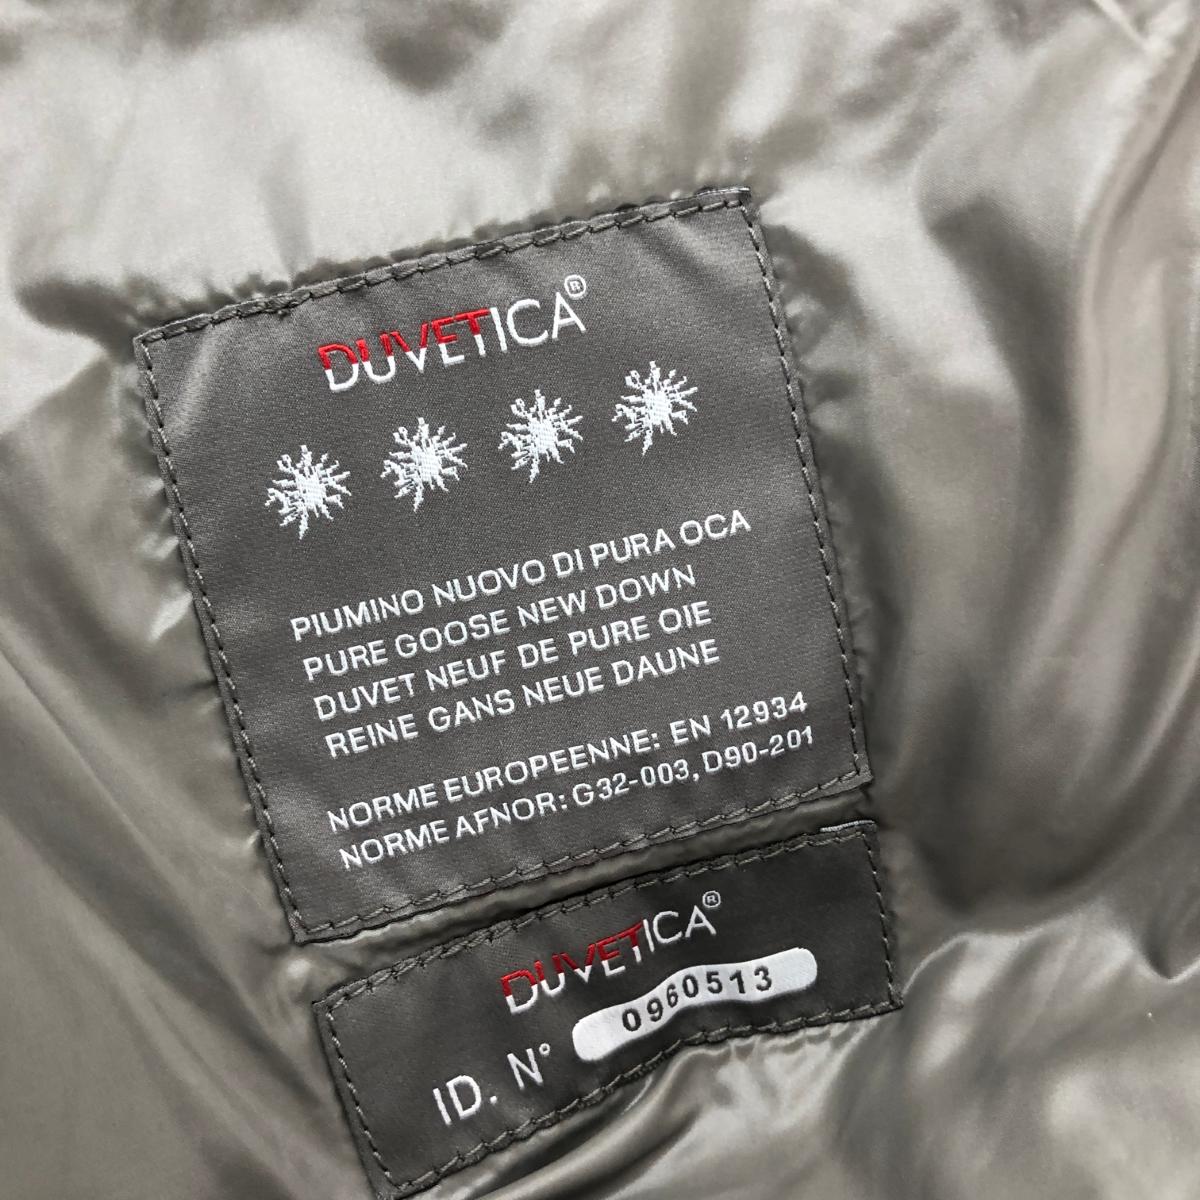 DUVETICA®
PIUMINO NUOVO DI PURA OCA
PURE GOOSE NEW DOWN
DUVET NEUF DE PURE OIE
REINE GANS NEUE DAUNE
NORME EUROPEENNE: EN 12934
NORME AFNOR: G32-003, D90-201
DUVETICA®
ID. N° 0960513